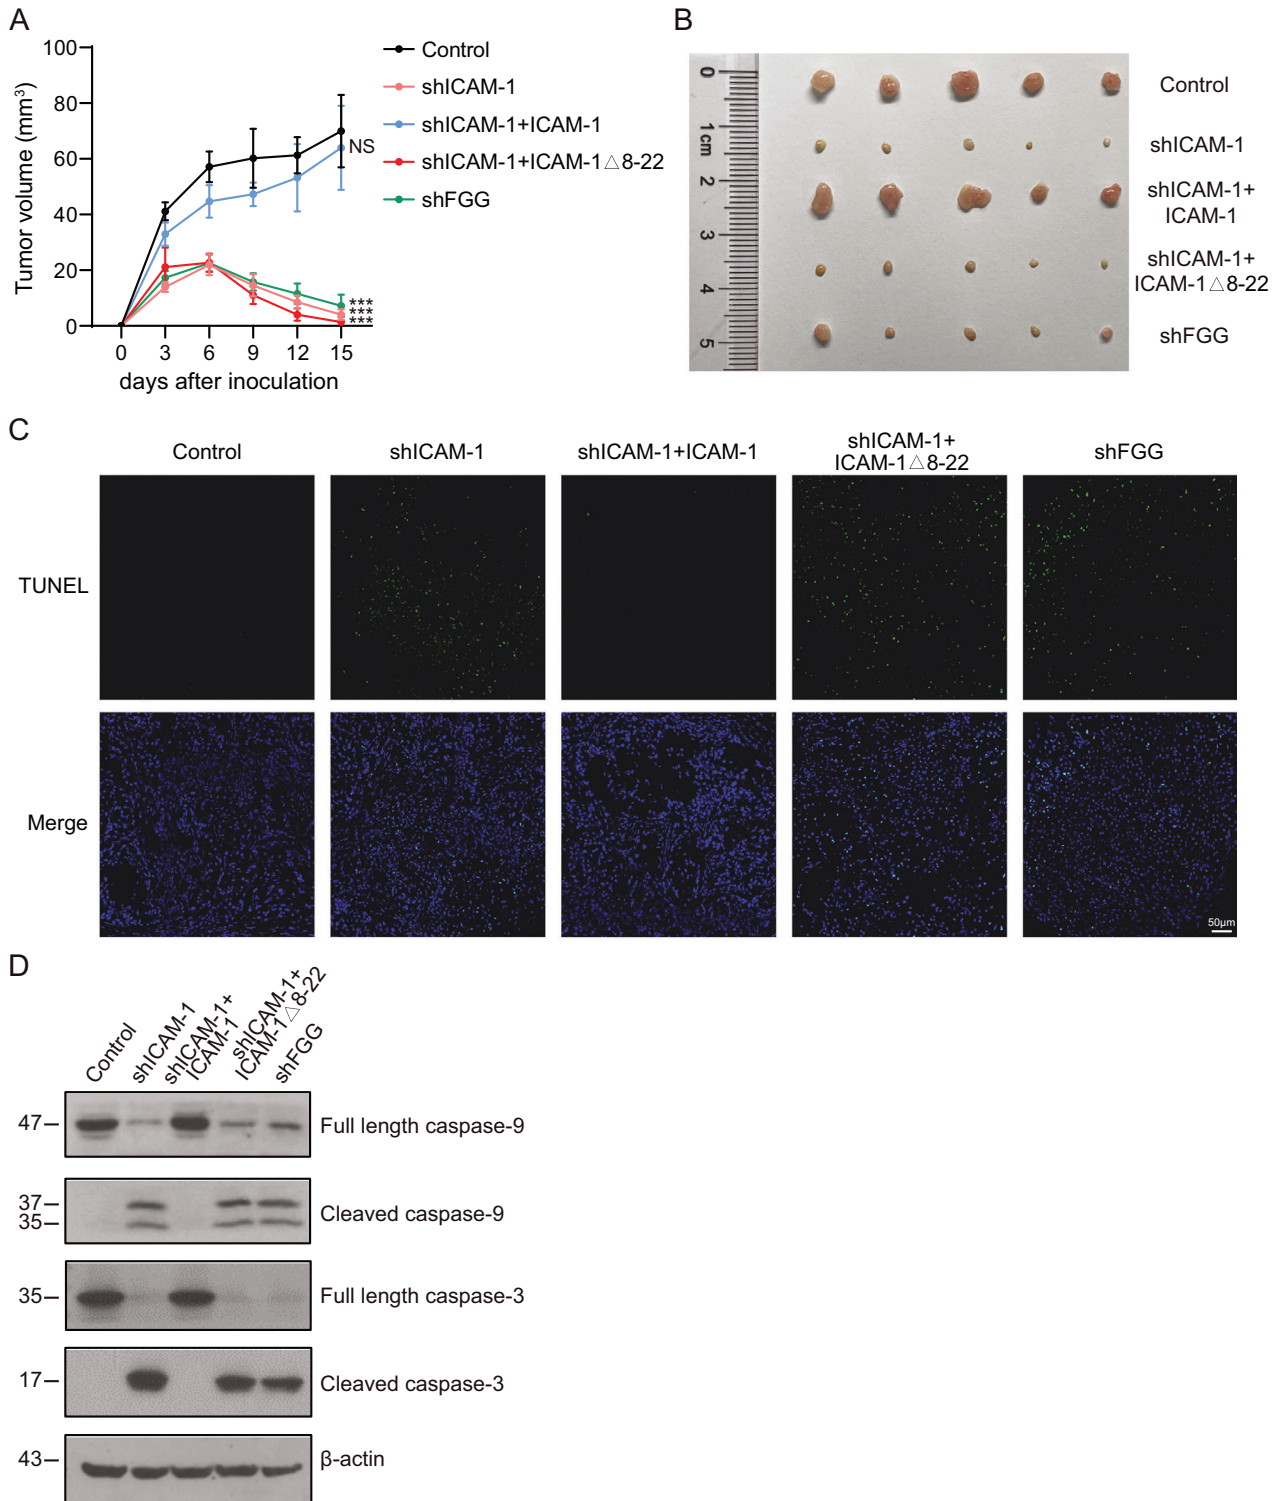 A
Tumor volume (mm³)
100
80
60
40
20
0
0 3 6 9 12 15
days after inoculation
Control
shICAM-1
shICAM-1+ICAM-1
shICAM-1+ICAM-1△8-22
shFGG
NS
***
***
***
B
0
1cm
2
3
4
5
Control
shICAM-1
shICAM-1+
ICAM-1
shICAM-1+
ICAM-1△8-22
shFGG
C
Control
shICAM-1
shICAM-1+ICAM-1
shICAM-1+
ICAM-1△8-22
shFGG
TUNEL
Merge
50µm
D
Control
shICAM-1
shICAM-1+
ICAM-1
shICAM-1+
ICAM-1△8-22
shFGG
47
Full length caspase-9
37
35
Cleaved caspase-9
35
Full length caspase-3
17
Cleaved caspase-3
43
β-actin